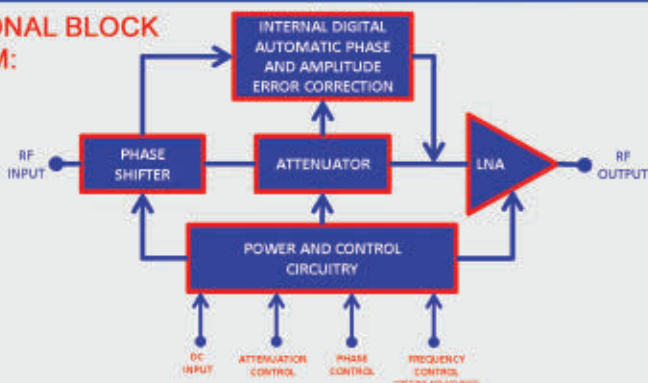 ONAL BLOCK
M:
INTERNAL DIGITAL
AUTOMATIC PHASE
AND AMPLITUDE
ERROR CORRECTION
RF
INPUT
PHASE
SHIFTER
ATTENUATOR
LNA
RF
OUTPUT
POWER AND CONTROL
CIRCUITRY
DC
INPUT
ATTENUATION
CONTROL
PHASE
CONTROL
FREQUENCY
CONTROL